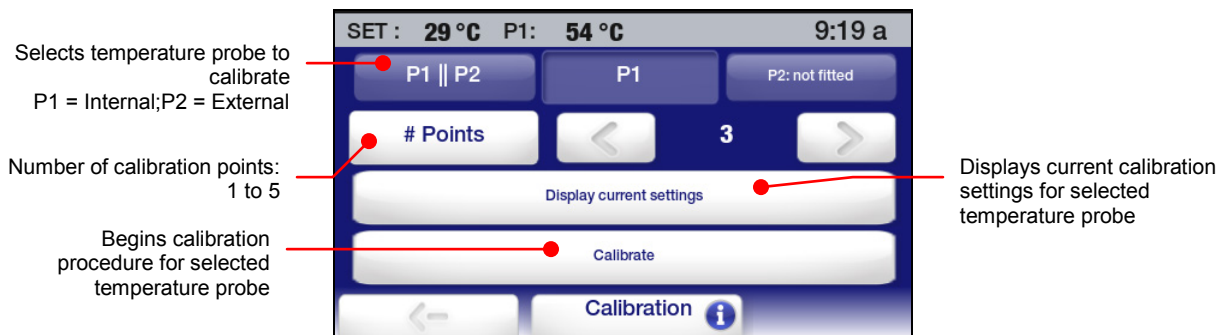 SET : 29 °C P1: 54 °C 9:19 a
Selects temperature probe to
calibrate
P1 = Internal;P2 = External
P1 || P2 P1 P2: not fitted
# Points < 3 >
Number of calibration points:
1 to 5
Display current settings
Displays current calibration
settings for selected
temperature probe
Begins calibration
procedure for selected
temperature probe
Calibrate
Calibration i